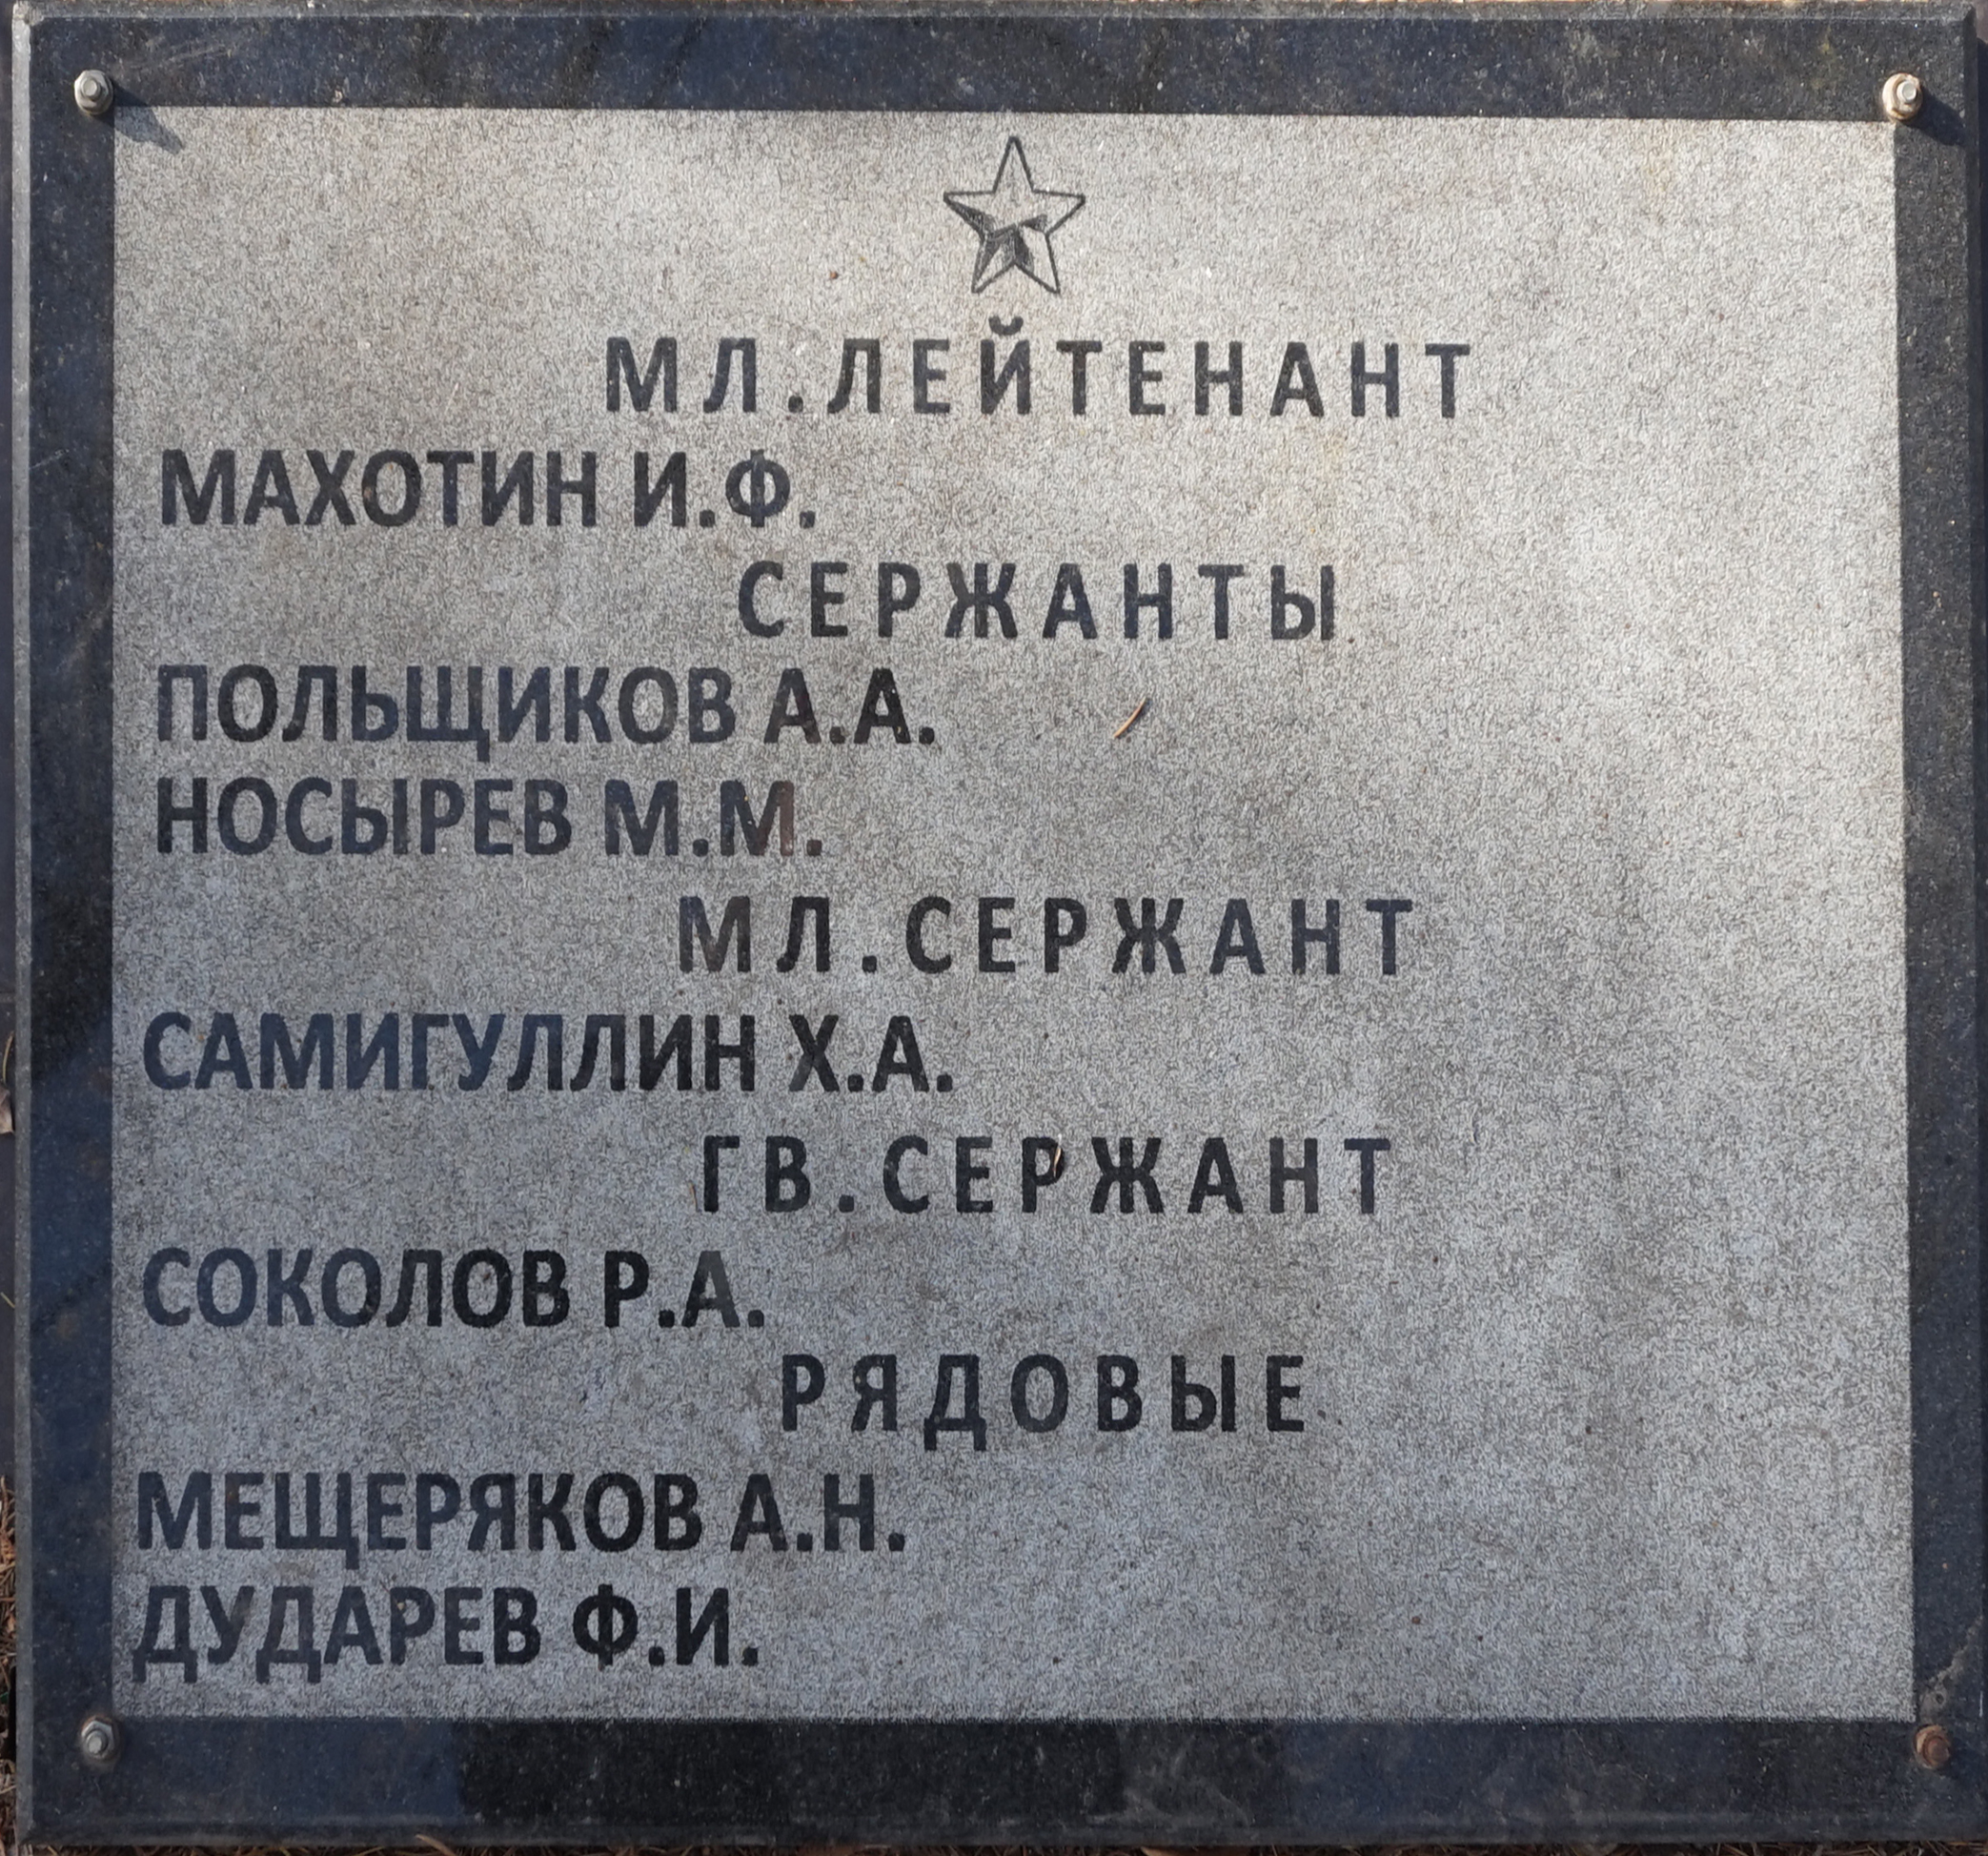 МЛ.ЛЕЙТЕНАНТ
МАХОТИН И.Ф.
СЕРЖАНТЫ
ПОЛЬЩИКОВ А.А.
НОСЫРЕВ М.М.
МЛ.СЕРЖАНТ
САМИГУЛЛИН Х.А.
ГВ.СЕРЖАНТ
СОКОЛОВ Р.А.
РЯДОВЫЕ
МЕЩЕРЯКОВ А.Н.
ДУДАРЕВ Ф.И.